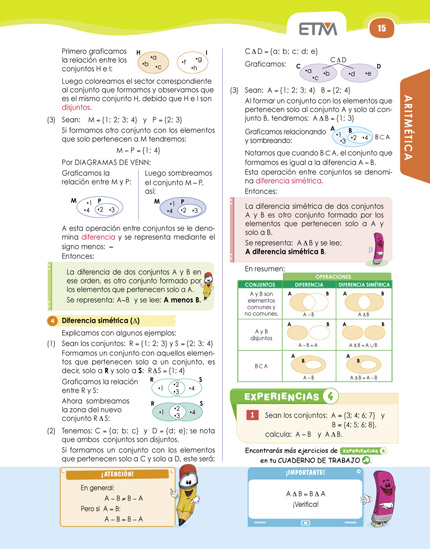 ETM
15
ARITMÉTICA
Primero graficamos
la relación entre los
conjuntos H e I:
H
I
•a
•b
•c
•f
•g
•h
Luego coloreamos el sector correspondiente
al conjunto que formamos y observamos que
es el mismo conjunto H, debido que H e I son
disjuntos.
(3) Sean: M = {1; 2; 3; 4} y P = {2; 3}
Si formamos otro conjunto con los elementos
que solo pertenecen a M tendremos:
M – P = {1; 4}
Por DIAGRAMAS DE VENN:
Graficamos la
relación entre M y P:
Luego sombreamos
el conjunto M – P,
así:
M
P
•1
•4
•2
•3
M
P
•1
•4
•2
•3
A esta operación entre conjuntos se le deno-
mina diferencia y se representa mediante el
signo menos: –
Entonces:
La diferencia de dos conjuntos A y B en
ese orden, es otro conjunto formado por
los elementos que pertenecen solo a A.
Se representa: A–B y se lee: A menos B.
4 Diferencia simétrica (Δ)
Explicamos con algunos ejemplos:
(1) Sean los conjuntos: R = {1; 2; 3} y S = {2; 3; 4}
Formamos un conjunto con aquellos elemen-
tos que pertenecen solo a un conjunto, es
decir, solo a R y solo a S: RΔS = {1; 4}
Graficamos la relación
entre R y S:
R
S
•1
•2
•3
•4
Ahora sombreamos
la zona del nuevo
conjunto R Δ S:
R
S
•1
•2
•3
•4
(2) Tenemos: C = {a; b; c} y D = {d; e}; se nota
que ambos conjuntos son disjuntos.
Si formamos un conjunto con los elementos
que pertenecen solo a C y solo a D, este será:
¡ATENCIÓN!
En general:
A – B ≠ B – A
Pero si A = B:
A – B = B – A
C Δ D = {a; b; c; d; e}
Graficamos:
C Δ D
C
D
•a
•c
•b
•d
•e
(3) Sean: A = {1; 2; 3; 4} B = {2; 4}
Al formar un conjunto con los elementos que
pertenecen solo al conjunto A y solo al con-
junto B, tendremos: A Δ B = {1; 3}
Graficamos relacionando
y sombreando:
A
B
•1
•3
•2
•4
B ⊂ A
Notamos que cuando B ⊂ A, el conjunto que
formamos es igual a la diferencia A – B.
Esta operación entre conjuntos se denomi-
na diferencia simétrica.
Entonces:
La diferencia simétrica de dos conjuntos
A y B es otro conjunto formado por los
elementos que pertenecen solo a A y
solo a B.
Se representa: A Δ B y se lee:
A diferencia simétrica B.
En resumen:
OPERACIONES
CONJUNTOS
DIFERENCIA
DIFERENCIA SIMÉTRICA
A y B son
elementos
comunes y
no comunes.
A
B
A – B
A
B
A Δ B
A y B
disjuntos
A
B
A – B = A
A
B
A Δ B = A ∪ B
B ⊂ A
A
B
A – B
A
B
A Δ B = A – B
EXPERIENCIAS 4
1 Sean los conjuntos: A = {3; 4; 6; 7} y
B = {4; 5; 6; 8},
calcula: A – B y A Δ B.
Encontrarás más ejercicios de EXPERIENCIAS 4
en tu CUADERNO DE TRABAJO
¡IMPORTANTE!
A Δ B = B Δ A
¡Verifica!